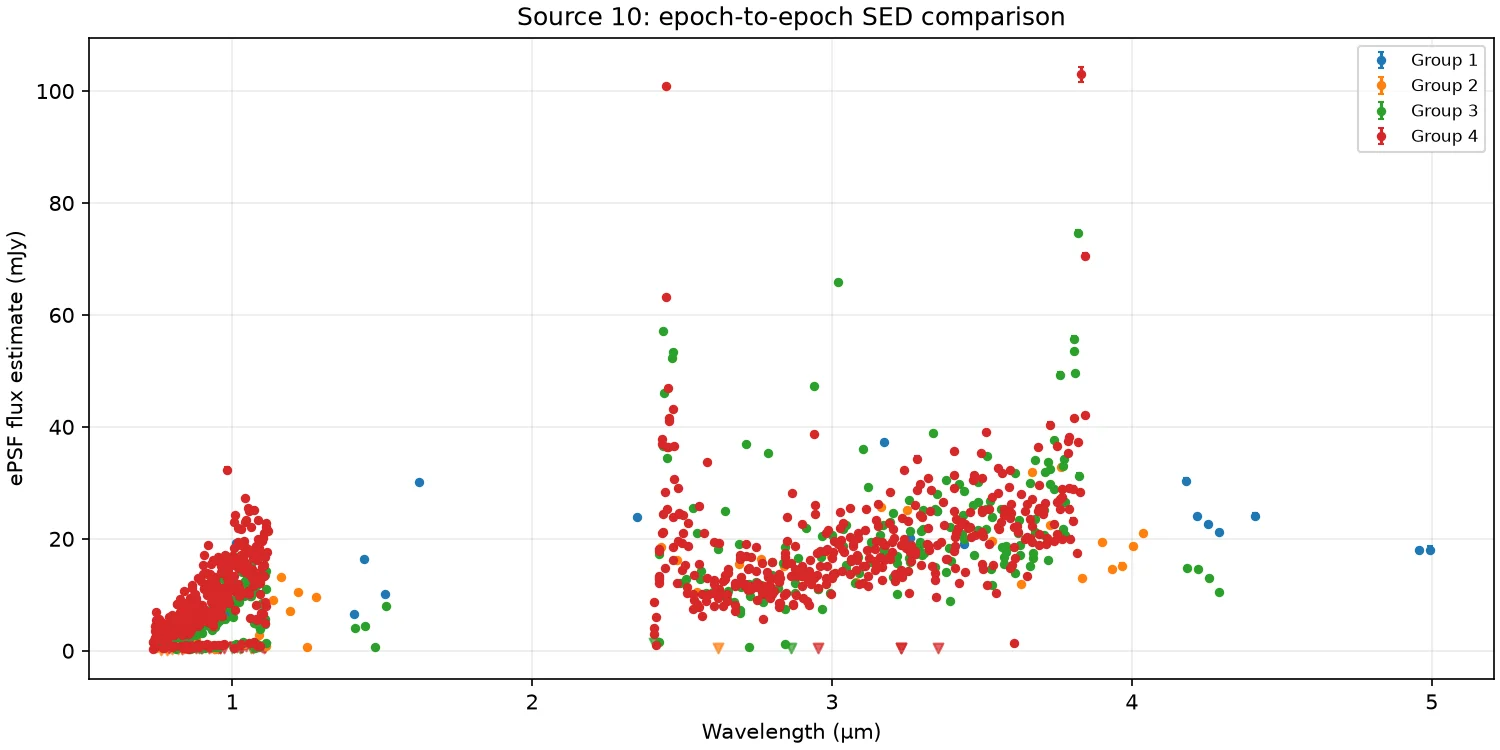 Source 10: epoch-to-epoch SED comparison
ePSF flux estimate (mJy)
100
80
60
40
20
0
Group 1
Group 2
Group 3
Group 4
1 2 3 4 5
Wavelength (μm)